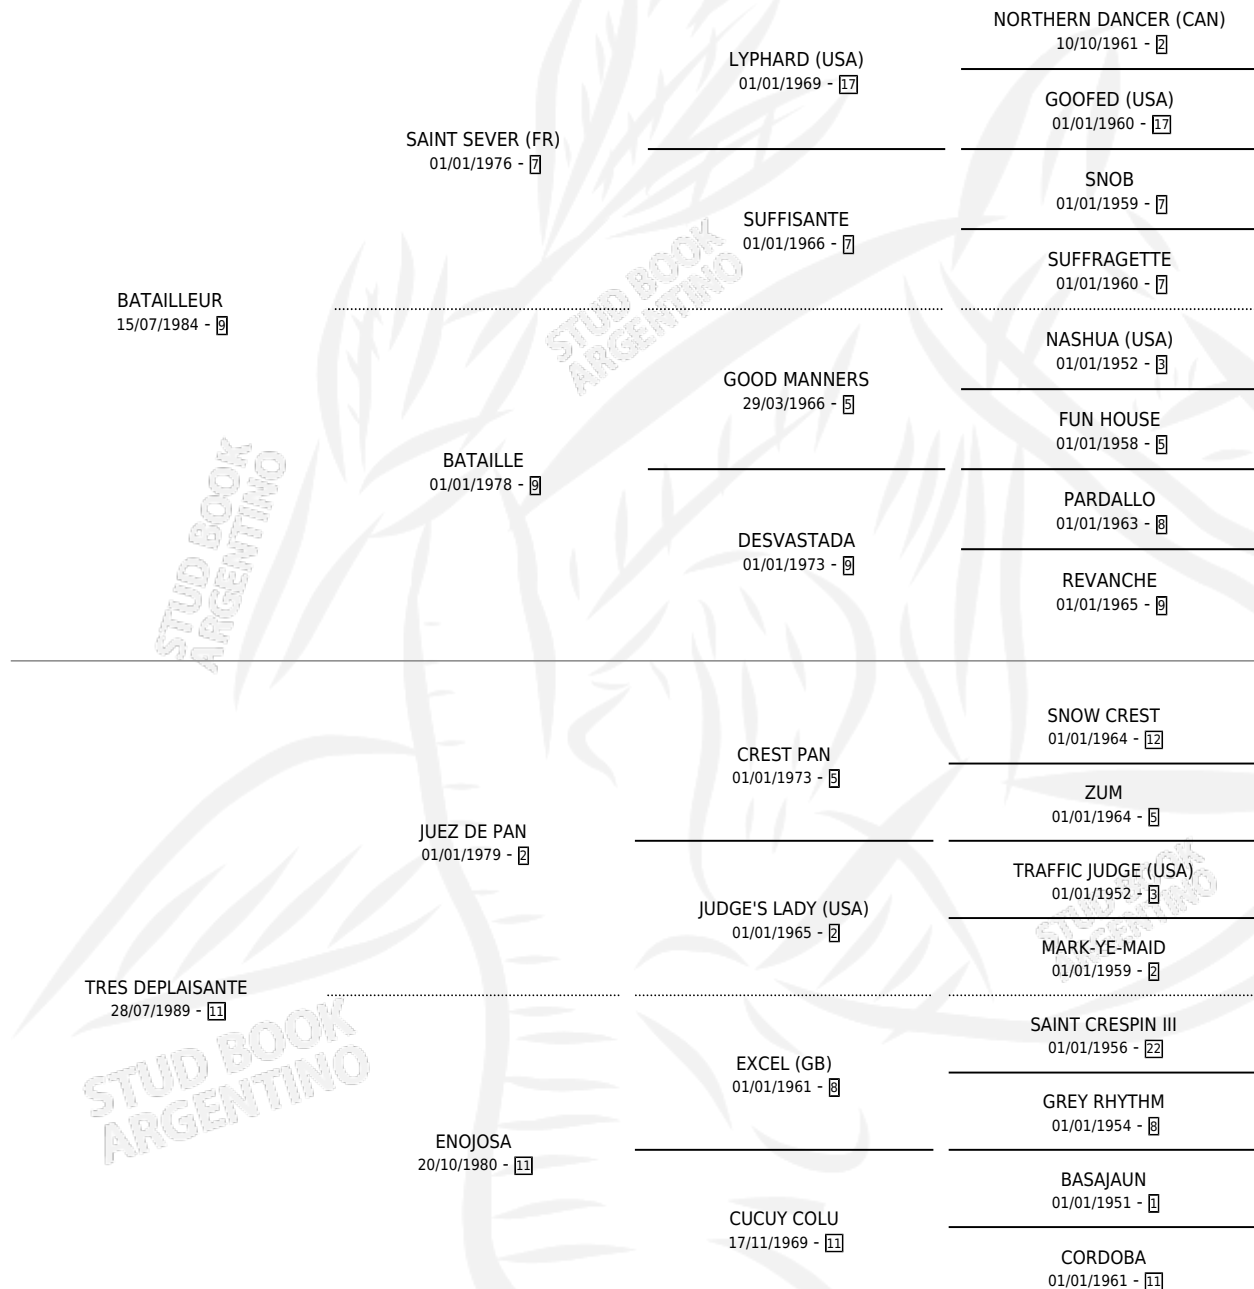 NORTHERN DANCER (CAN)
10/10/1961 - 2
LYPHARD (USA)
01/01/1969 - 17
GOOFED (USA)
01/01/1960 - 17
SAINT SEVER (FR)
01/01/1976 - 7
SNOB
01/01/1959 - 7
SUFFISANTE
01/01/1966 - 7
SUFFRAGETTE
01/01/1960 - 7
BATAILLEUR
15/07/1984 - 9
NASHUA (USA)
01/01/1952 - 3
GOOD MANNERS
29/03/1966 - 5
FUN HOUSE
01/01/1958 - 5
BATAILLE
01/01/1978 - 9
PARDALLO
01/01/1963 - 8
DESVASTADA
01/01/1973 - 9
REVANCHE
01/01/1965 - 9
STUD BOOK
ARGENTINO
STUD BOOK
ARGENTINO
SNOW CREST
01/01/1964 - 12
CREST PAN
01/01/1973 - 5
ZUM
01/01/1964 - 5
JUEZ DE PAN
01/01/1979 - 2
TRAFFIC JUDGE (USA)
01/01/1952 - 3
JUDGE'S LADY (USA)
01/01/1965 - 2
MARK-YE-MAID
01/01/1959 - 2
STUD BOOK
ARGENTINO
TRES DEPLAISANTE
28/07/1989 - 11
SAINT CRESPIN III
01/01/1956 - 22
EXCEL (GB)
01/01/1961 - 8
GREY RHYTHM
01/01/1954 - 8
STUD BOOK
ARGENTINO
ENOJOSA
20/10/1980 - 11
BASAJAUN
01/01/1951 - 1
CUCUY COLU
17/11/1969 - 11
CORDOBA
01/01/1961 - 11